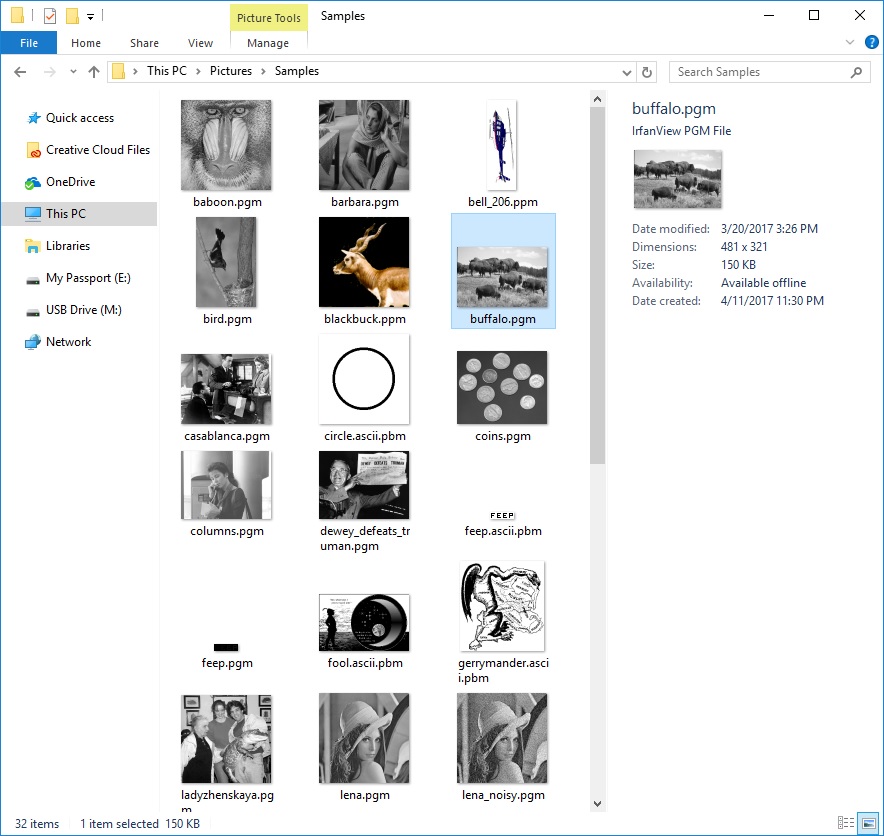 Picture Tools
Samples
File
Home
Share
View
Manage
?
This PC
Pictures
Samples
Search Samples
Quick access
Creative Cloud Files
OneDrive
This PC
Libraries
My Passport (E:)
USB Drive (M:)
Network
baboon.pgm
barbara.pgm
bell_206.ppm
bird.pgm
blackbuck.ppm
buffalo.pgm
casablanca.pgm
circle.ascii.pbm
coins.pgm
DEWEY DEFEATS TRUMAN
columns.pgm
dewey_defeats_tr
uman.pgm
FEEP
feep.ascii.pbm
feep.pgm
fool.ascii.pbm
gerrymander.asci
i.pbm
ladyzhenskaya.pg
m
lena.pgm
lena_noisy.pgm
buffalo.pgm
IrfanView PGM File
Date modified: 3/20/2017 3:26 PM
Dimensions: 481 x 321
Size: 150 KB
Availability: Available offline
Date created: 4/11/2017 11:30 PM
32 items
1 item selected 150 KB